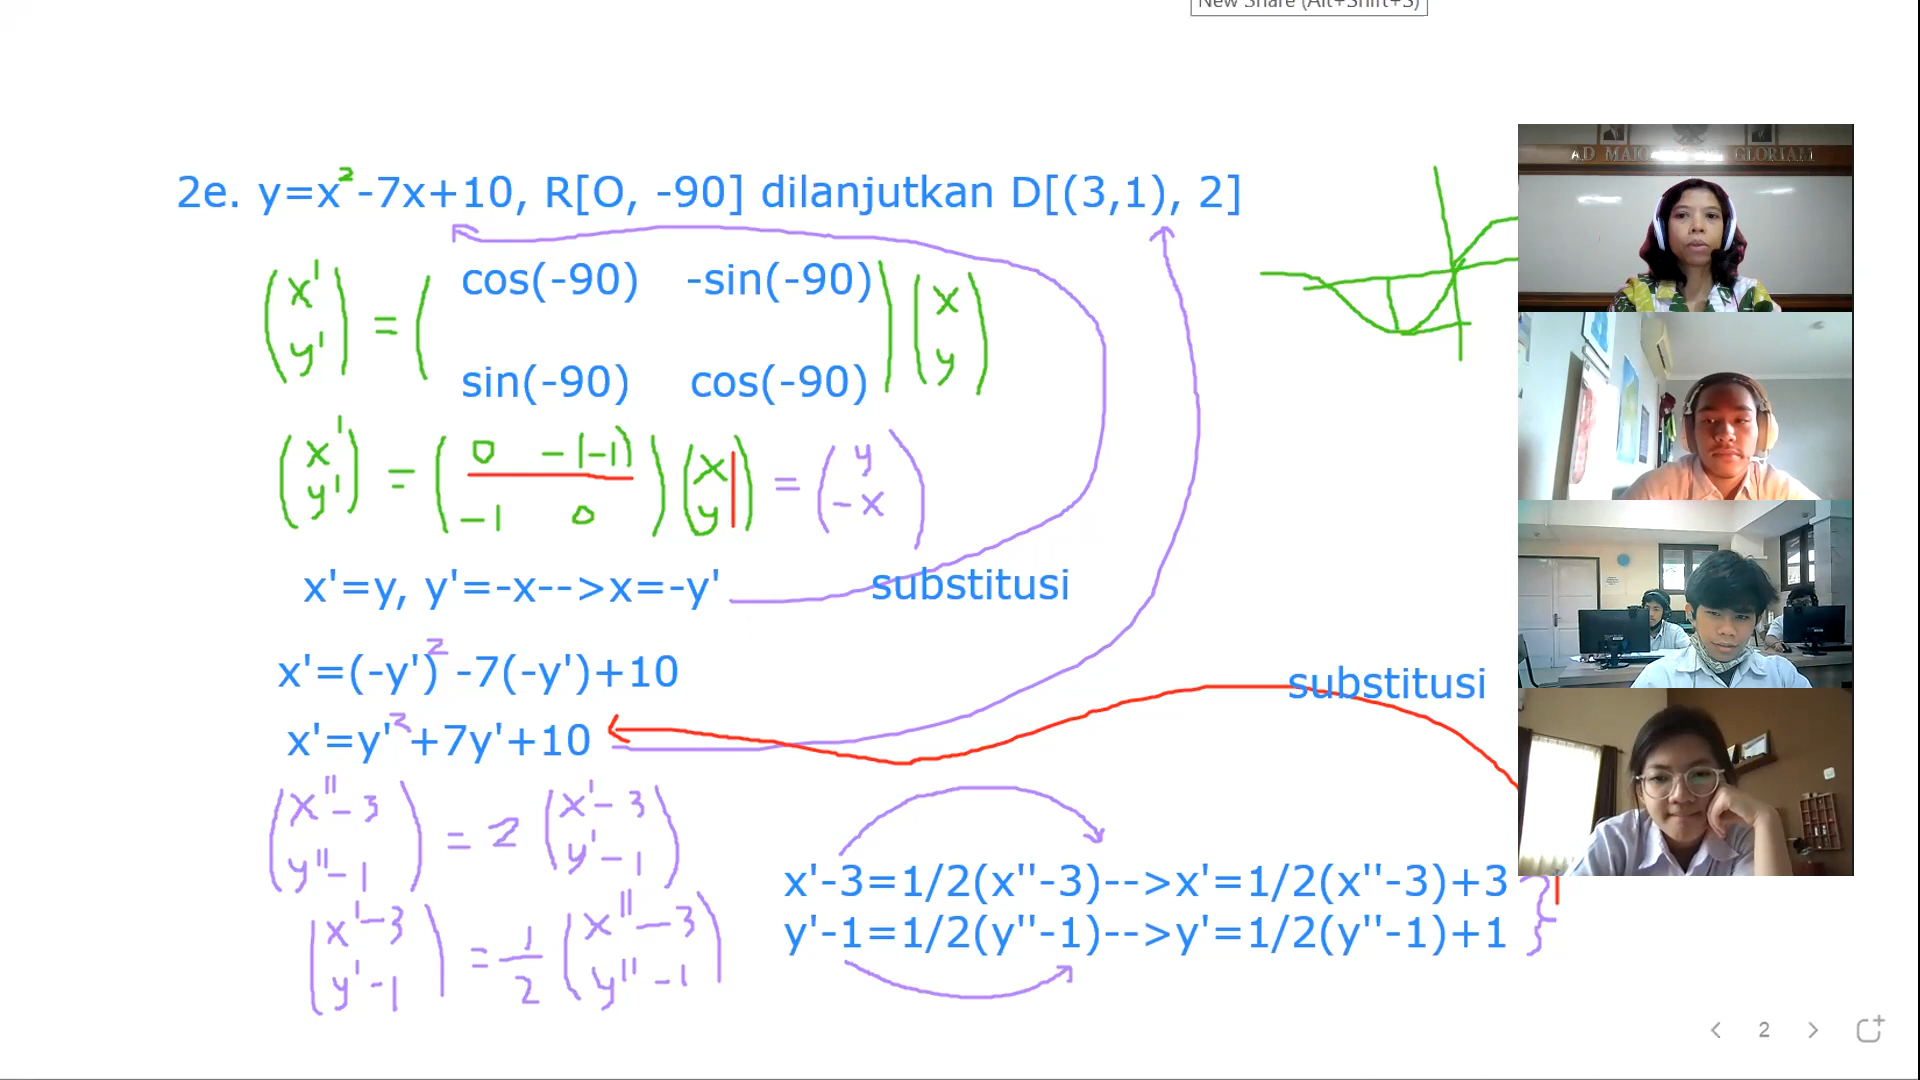 New Share (Alt+Shift+S)
AD MAIO GLORIAM
2e. y=x²-7x+10, R[O, -90] dilanjutkan D[(3,1), 2]
(x' y') = (cos(-90) -sin(-90) sin(-90) cos(-90)) (x y)
(x' y') = (0 -(-1) -1 0) (x y) = (y -x)
x'=y, y'=-x-->x=-y' substitusi
x'=(-y')²-7(-y')+10
substitusi
x'=y'²+7y'+10
(x''-3 y''-1) = 2 (x'-3 y'-1)
(x'-3 y'-1) = 1/2 (x''-3 y''-1)
x'-3=1/2(x''-3)-->x'=1/2(x''-3)+3
y'-1=1/2(y''-1)-->y'=1/2(y''-1)+1
2